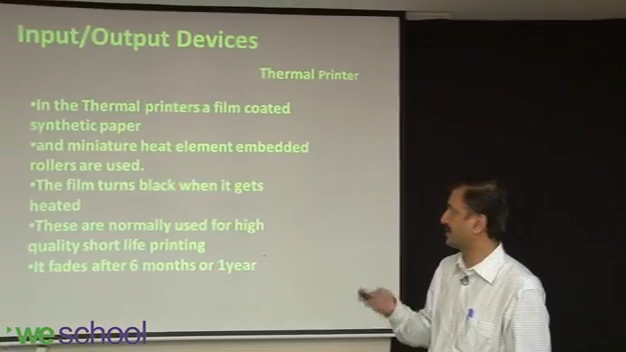 Input/Output Devices
Thermal Printer
•In the Thermal printers a film coated
synthetic paper
•and miniature heat element embedded
rollers are used.
•The film turns black when it gets
heated
•These are normally used for high
quality short life printing
•It fades after 6 months or 1year
weschool